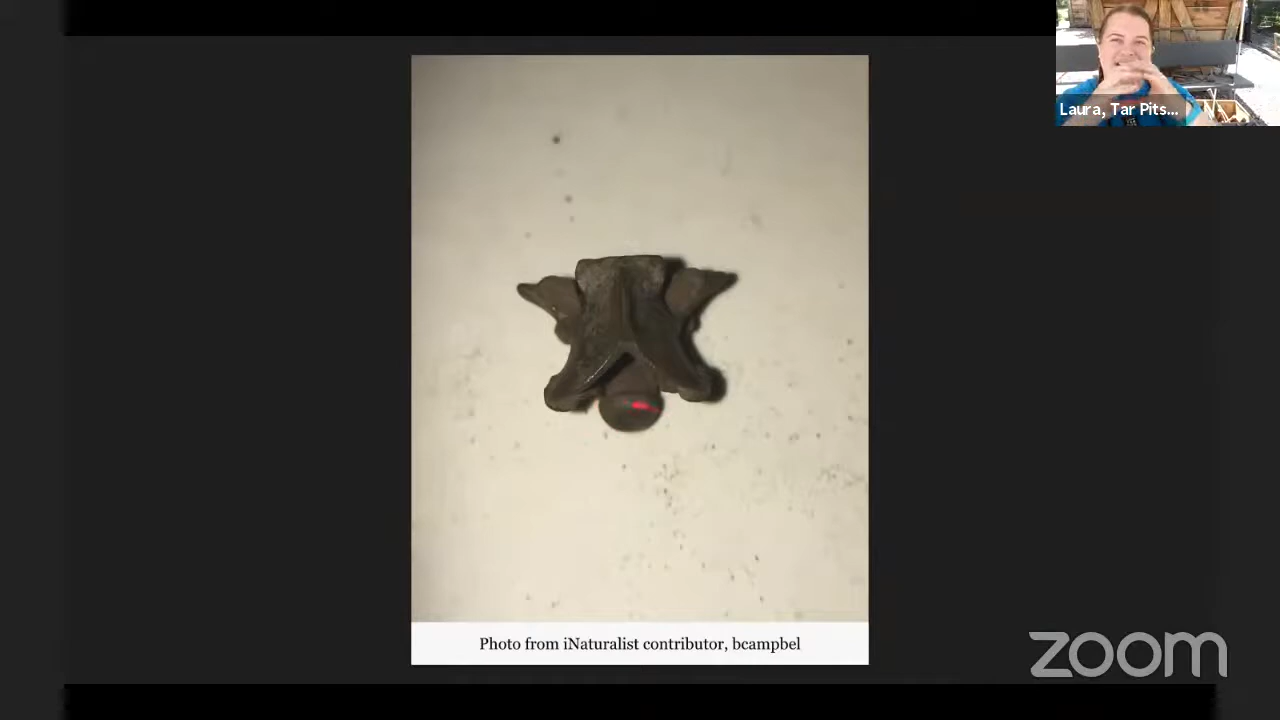 Laura, Tar Pits...
Photo from iNaturalist contributor, bcampbel
zoom